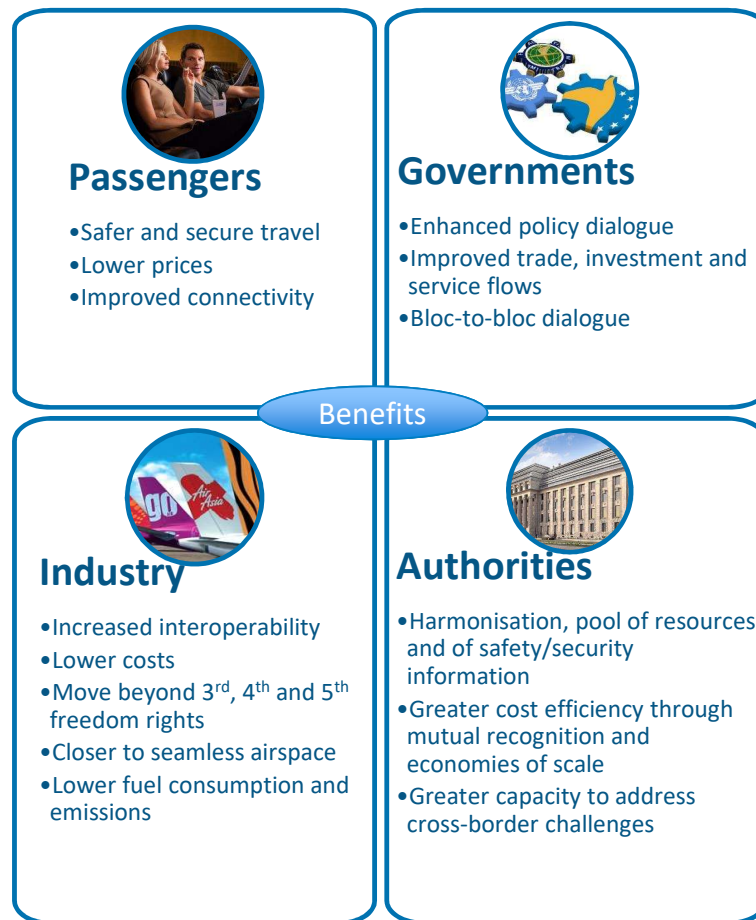 Passengers
•Safer and secure travel
•Lower prices
•Improved connectivity
Governments
•Enhanced policy dialogue
•Improved trade, investment and
service flows
•Bloc-to-bloc dialogue
Benefits
go
Air
Asia
Industry
•Increased interoperability
•Lower costs
•Move beyond 3rd, 4th and 5th
freedom rights
•Closer to seamless airspace
•Lower fuel consumption and
emissions
Authorities
•Harmonisation, pool of resources
and of safety/security
information
•Greater cost efficiency through
mutual recognition and
economies of scale
•Greater capacity to address
cross-border challenges